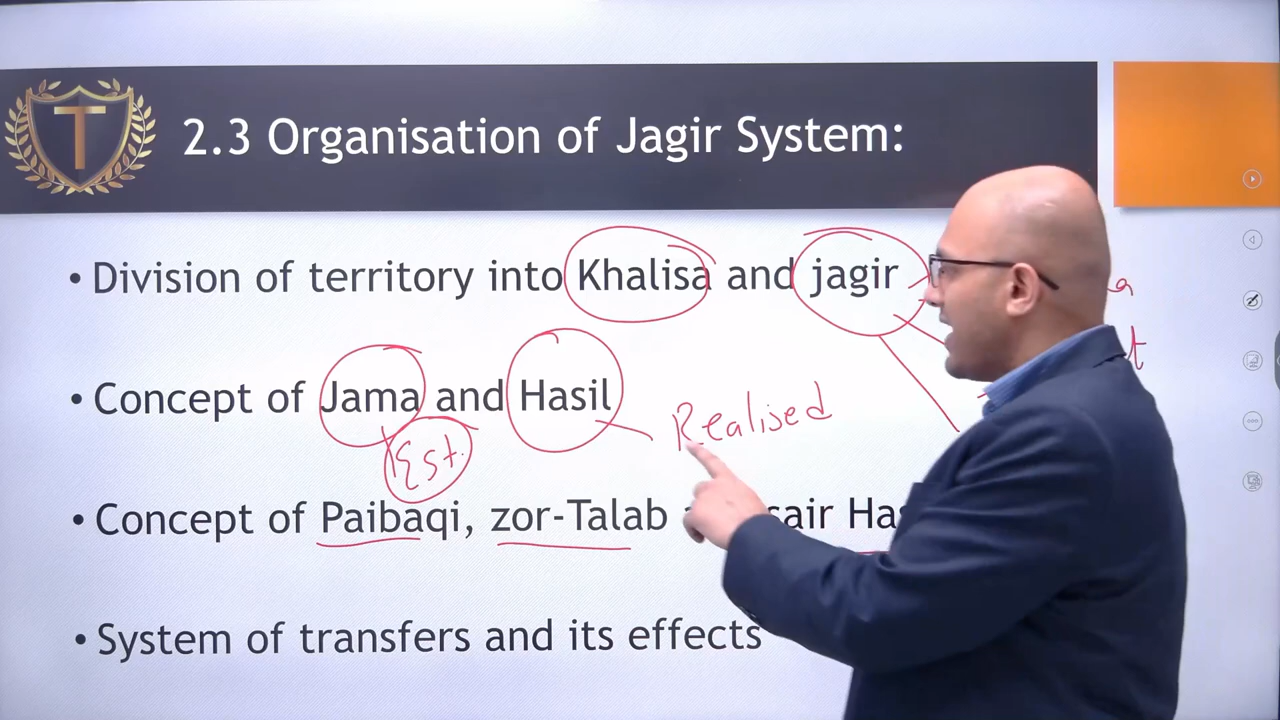 T
2.3 Organisation of Jagir System:
• Division of territory into Khalisa and jagir
• Concept of Jama and Hasil
Realised
Est.
• Concept of Paibaqi, zor-Talab
• System of transfers and its effects